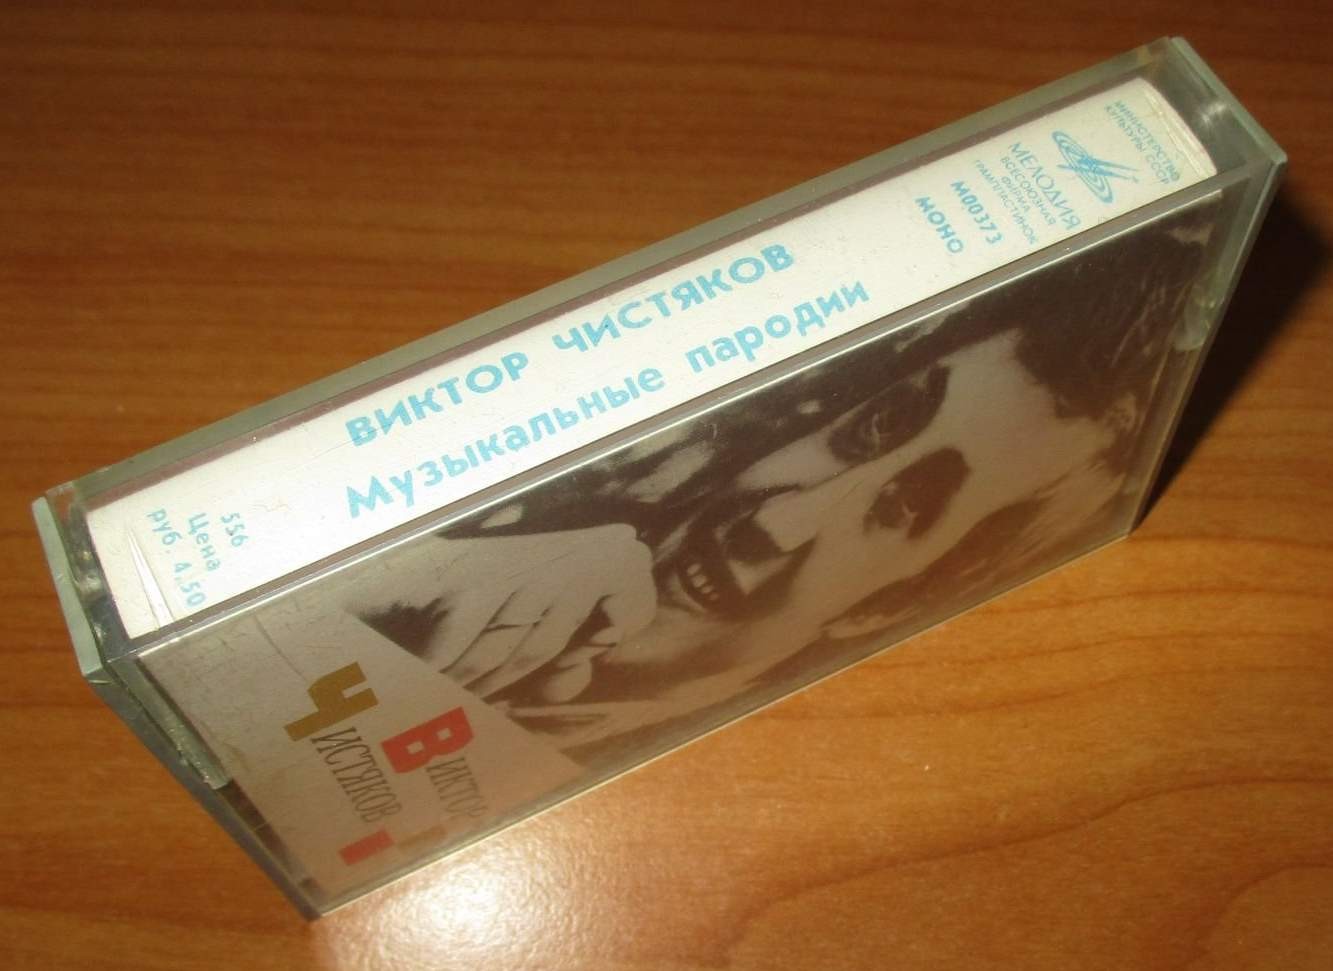 МИНИСТЕРСТВО
КУЛЬТУРЫ СССР
МЕЛОДИЯ
ВСЕСОЮЗНАЯ
ФИРМА
ГРАМПЛАСТИНОК
М00373
МОНО
ВИКТОР ЧИСТЯКОВ
Музыкальные пародии
556
Цена
руб. 4.50
ВИКТОР
ЧИСТЯКОВ